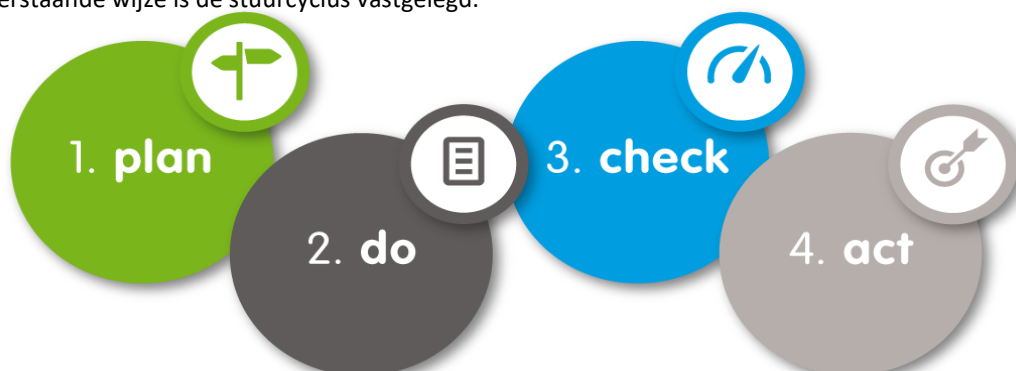 erstaande wijze is de stuurcyclus vastgelegd.
1. plan
2. do
3. check
4. act